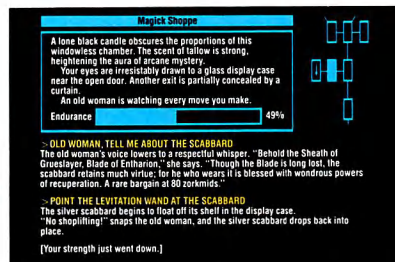 Magick Shoppe
A lone black candle obscures the proportions of this
windowless chamber. The scent of tallow is strong,
heightening the aura of arcane mystery.
Your eyes are irresistably drawn to a glass display case
near the open door. Another exit is partially concealed by a
curtain.
An old woman is watching every move you make.
Endurance 49%
>OLD WOMAN, TELL ME ABOUT THE SCABBARD
The old woman's voice lowers to a respectful whisper. "Behold the Sheath of
Grueslayer, Blade of Entharion," she says. "Though the Blade is long lost, the
scabbard retains much virtue; for he who wears it is blessed with wondrous powers
of recuperation. A rare bargain at 80 zorkmids."
>POINT THE LEVITATION WAND AT THE SCABBARD
The silver scabbard begins to float off its shelf in the display case.
"No shoplifting!" snaps the old woman, and the silver scabbard drops back into
place.
[Your strength just went down.]